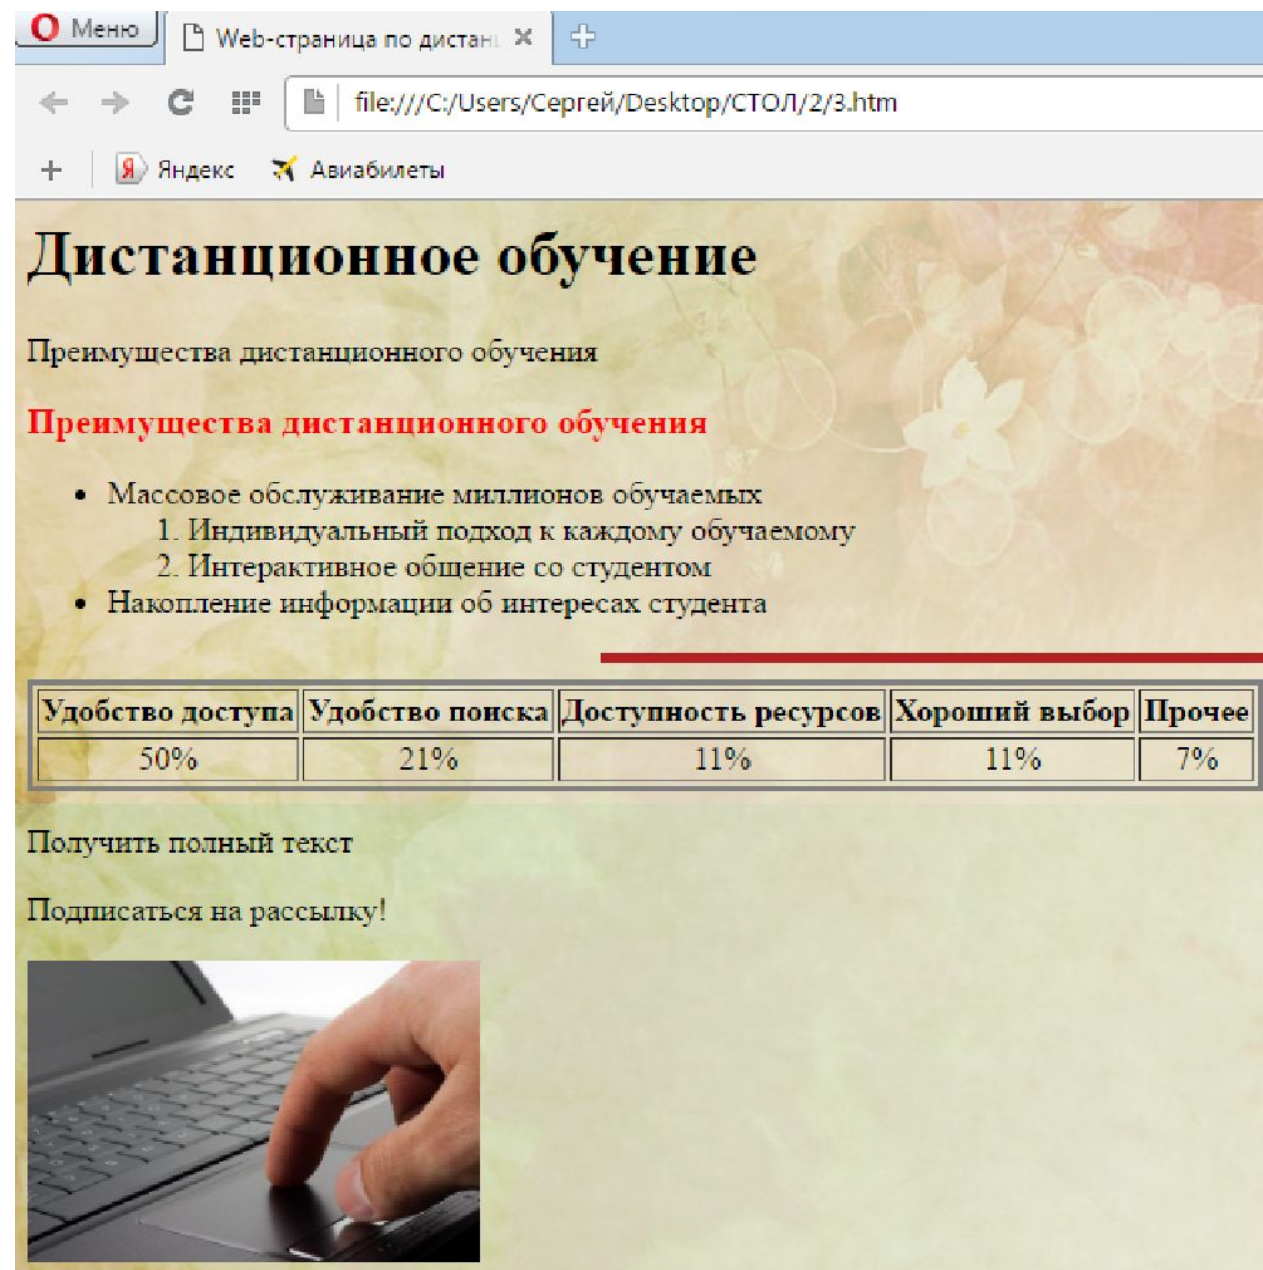 Меню
Web-страница по дистан
file:///C:/Users/Сергей/Desktop/СТОЛ/2/3.htm
Яндекс Авиабилеты
Дистанционное обучение
Преимущества дистанционного обучения
Преимущества дистанционного обучения
• Массовое обслуживание миллионов обучаемых
1. Индивидуальный подход к каждому обучаемому
2. Интерактивное общение со студентом
• Накопление информации об интересах студента
Удобство доступа Удобство поиска Доступность ресурсов Хороший выбор Прочее
50% 21% 11% 11% 7%
Получить полный текст
Подписаться на рассылку!